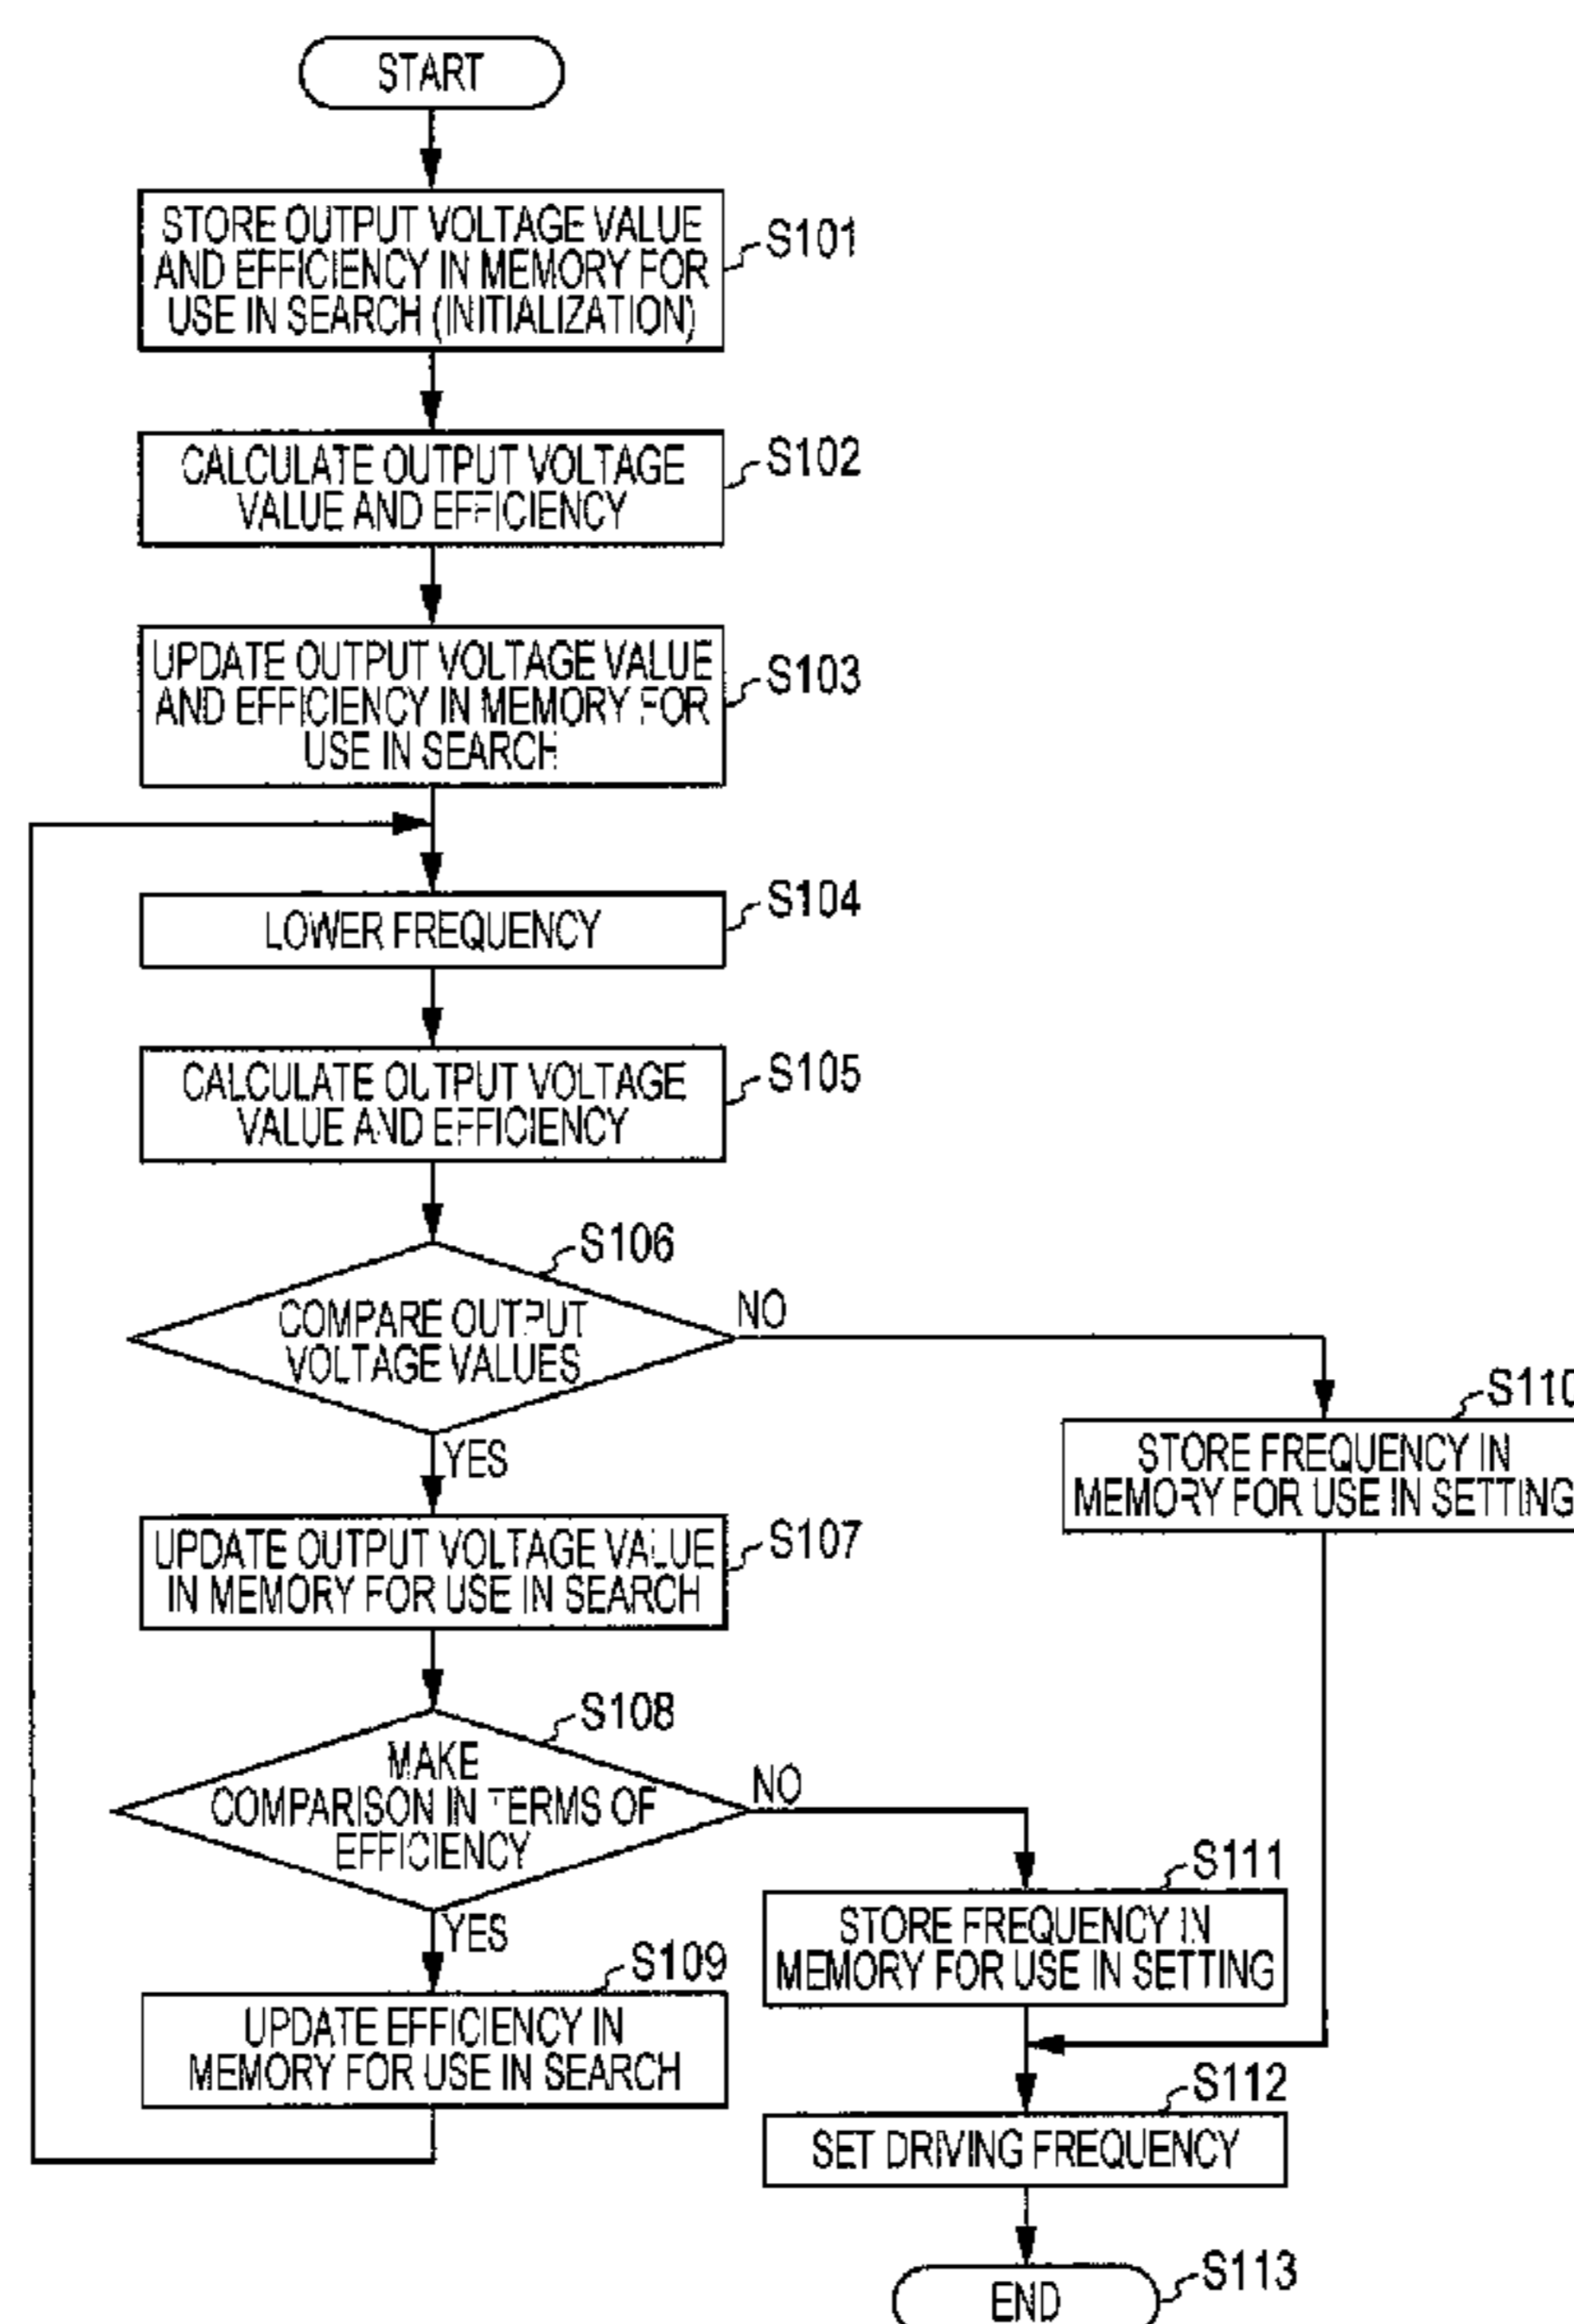 START
STORE OUTPUT VOLTAGE VALUE
AND EFFICIENCY IN MEMORY FOR
USE IN SEARCH (INITIALIZATION)
S101
CALCULATE OUTPUT VOLTAGE
VALUE AND EFFICIENCY
S102
UPDATE OUTPUT VOLTAGE VALUE
AND EFFICIENCY IN MEMORY FOR
USE IN SEARCH
S103
LOWER FREQUENCY
S104
CALCULATE OUTPUT VOLTAGE
VALUE AND EFFICIENCY
S105
S106
COMPARE OUTPUT
VOLTAGE VALUES
NO
YES
S110
STORE FREQUENCY IN
MEMORY FOR USE IN SETTING
UPDATE OUTPUT VOLTAGE VALUE
IN MEMORY FOR USE IN SEARCH
S107
S108
MAKE
COMPARISON IN TERMS OF
EFFICIENCY
NO
YES
S111
STORE FREQUENCY IN
MEMORY FOR USE IN SETTING
S109
UPDATE EFFICIENCY IN
MEMORY FOR USE IN SEARCH
S112
SET DRIVING FREQUENCY
END
S113